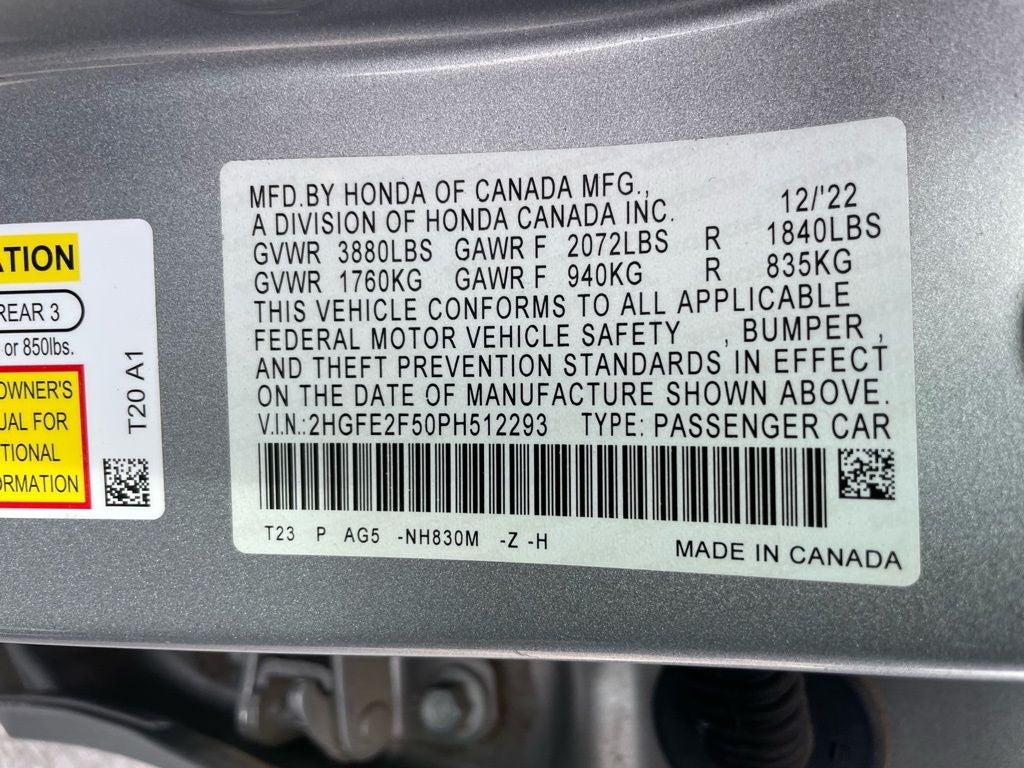 ATION
REAR 3
or 850lbs.
OWNER'S
UAL FOR
TIONAL
ORMATION
T20 A1
MFD.BY HONDA OF CANADA MFG., 12/'22
A DIVISION OF HONDA CANADA INC.
GVWR 3880LBS GAWR F 2072LBS R 1840LBS
GVWR 1760KG GAWR F 940KG R 835KG
THIS VEHICLE CONFORMS TO ALL APPLICABLE
FEDERAL MOTOR VEHICLE SAFETY , BUMPER ,
AND THEFT PREVENTION STANDARDS IN EFFECT
ON THE DATE OF MANUFACTURE SHOWN ABOVE.
V.I.N.:2HGFE2F50PH512293 TYPE: PASSENGER CAR
T23 P AG5 -NH830M -Z -H
MADE IN CANADA